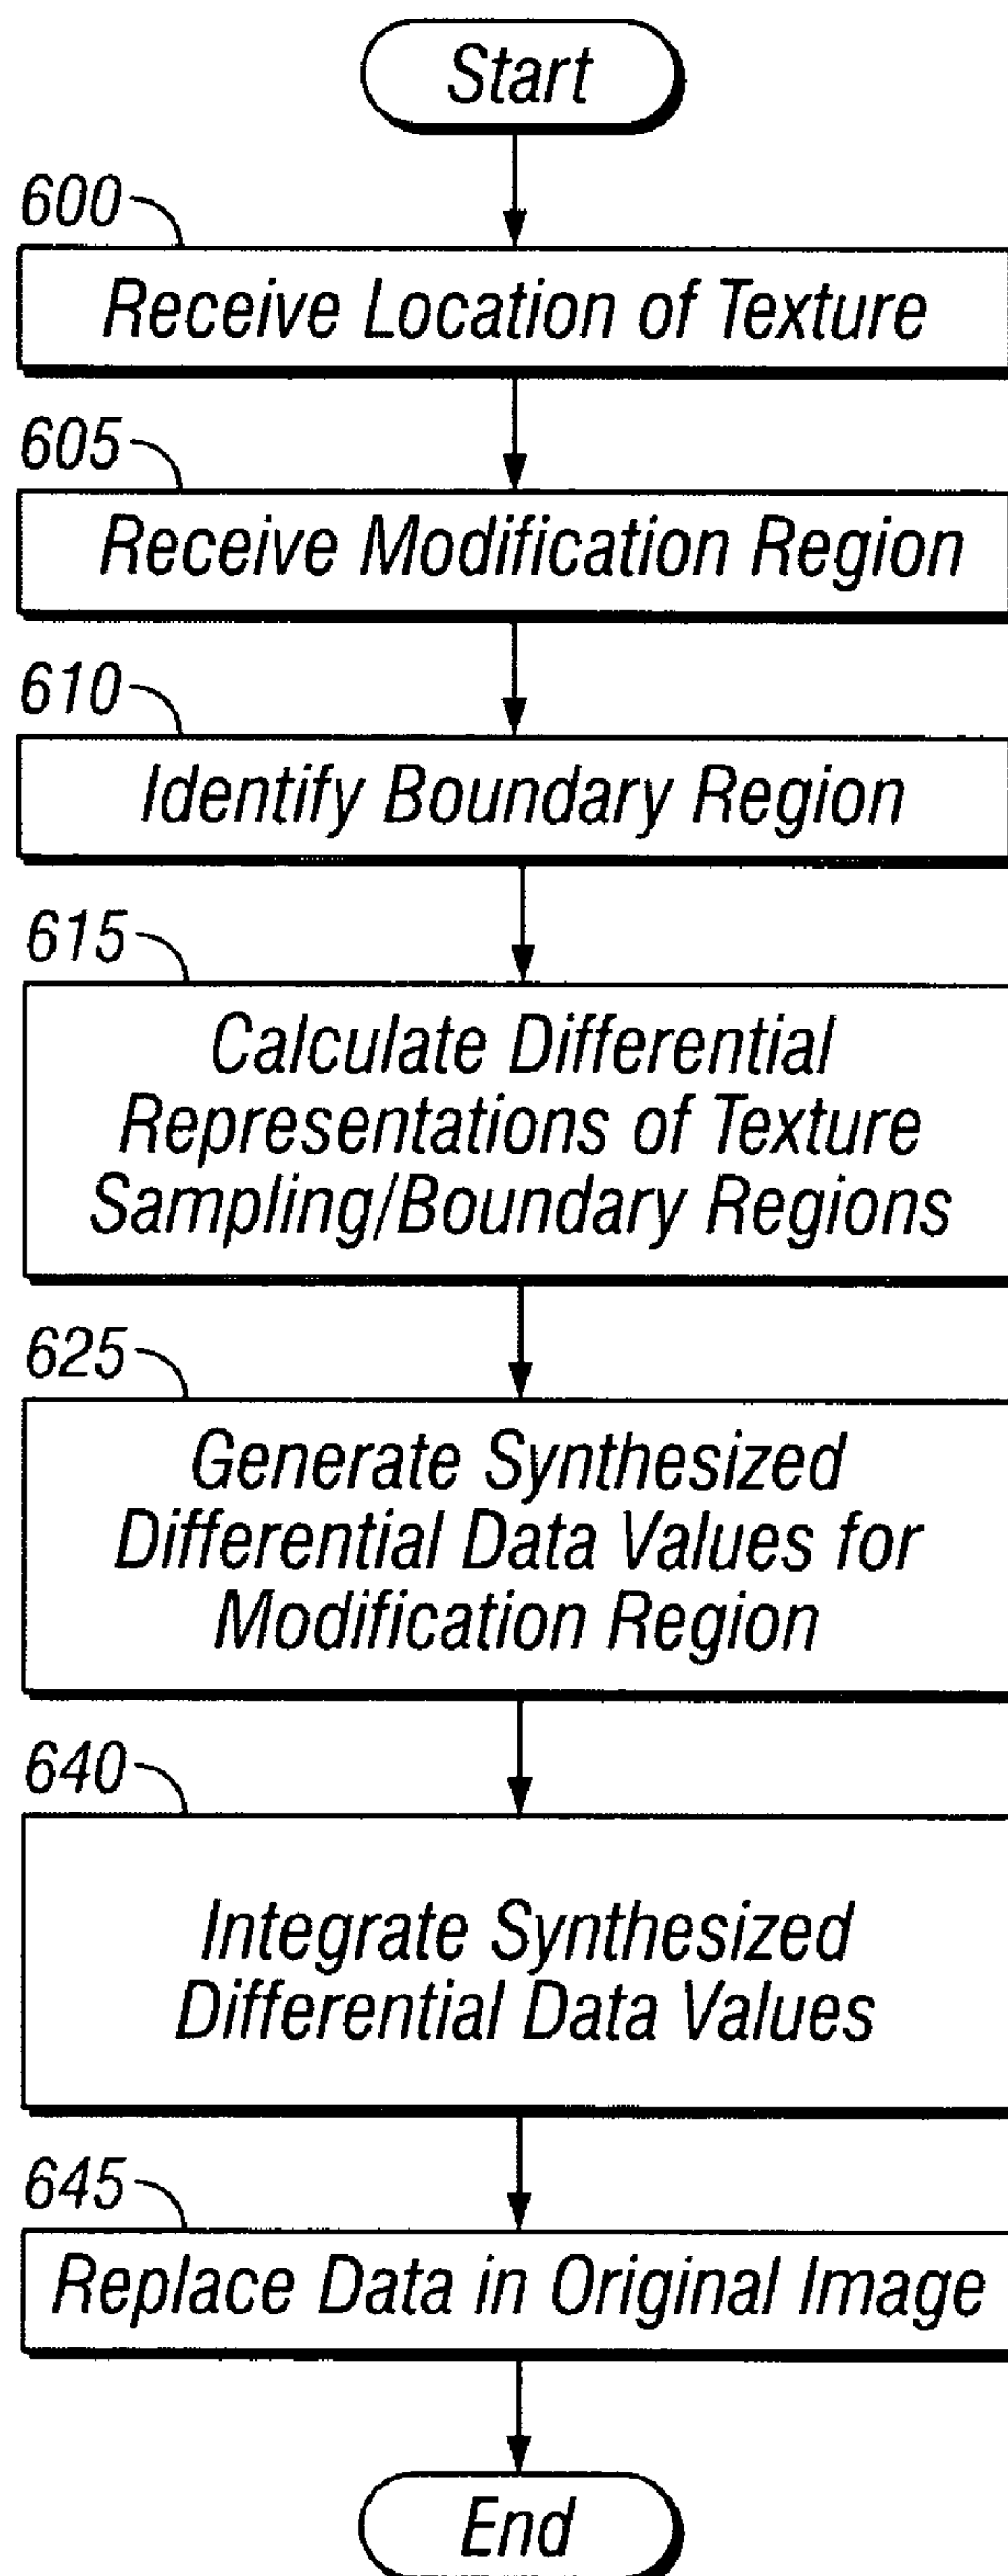 Start
600
Receive Location of Texture
605
Receive Modification Region
610
Identify Boundary Region
615
Calculate Differential
Representations of Texture
Sampling/Boundary Regions
625
Generate Synthesized
Differential Data Values for
Modification Region
640
Integrate Synthesized
Differential Data Values
645
Replace Data in Original Image
End